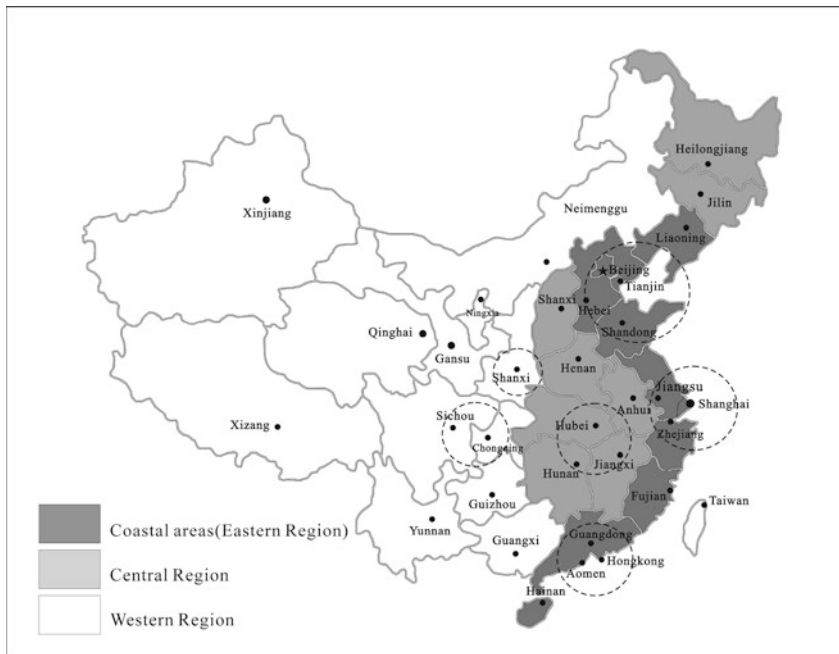 Heilongjiang
Jilin
Xinjiang
Neimenggu
Liaoning
Beijing
Tianjin
Shanxi
Hebei
Ningxia
Shandong
Qinghai
Gansu
Henan
Shanxi
Jiangsu
Anhui
Shanghai
Xizang
Sichou
Hubei
Zhejiang
Chongqing
Jiangxi
Hunan
Fujian
Guizhou
Taiwan
Yunnan
Guangdong
Guangxi
Hongkong
Aomen
Hainan
Coastal areas(Eastern Region)
Central Region
Western Region